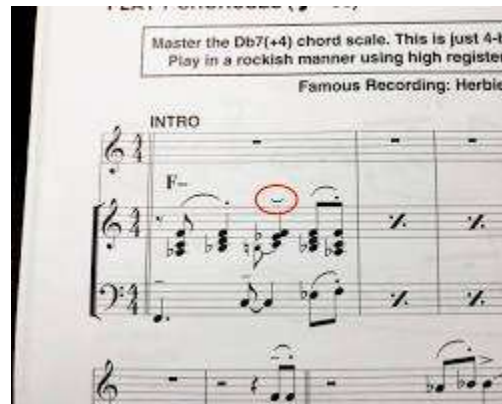 Master the Db7(+4) chord scale. This is just 4-b
Play in a rockish manner using high register
Famous Recording: Herbie
INTRO
F–